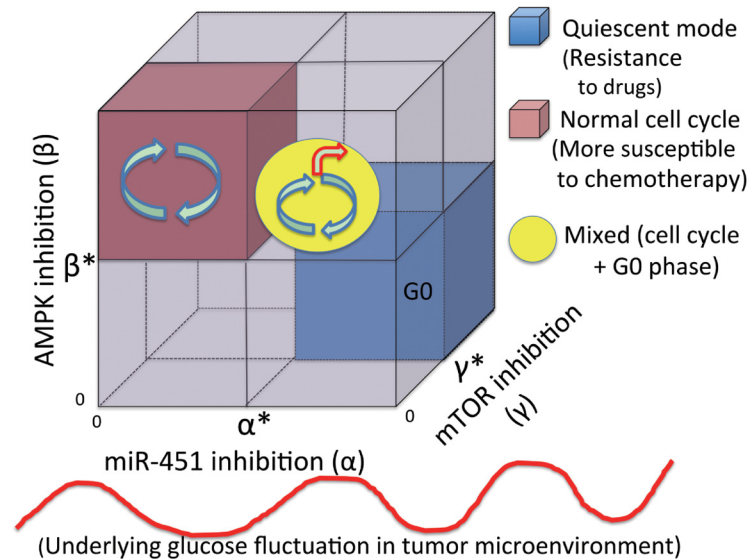 Quiescent mode
(Resistance
to drugs)
Normal cell cycle
(More susceptible
to chemotherapy)
Mixed (cell cycle
+ G0 phase)
AMPK inhibition (β)
β*
G0
γ*
mTOR inhibition
(γ)
0
0
α*
0
miR-451 inhibition (α)
(Underlying glucose fluctuation in tumor microenvironment)